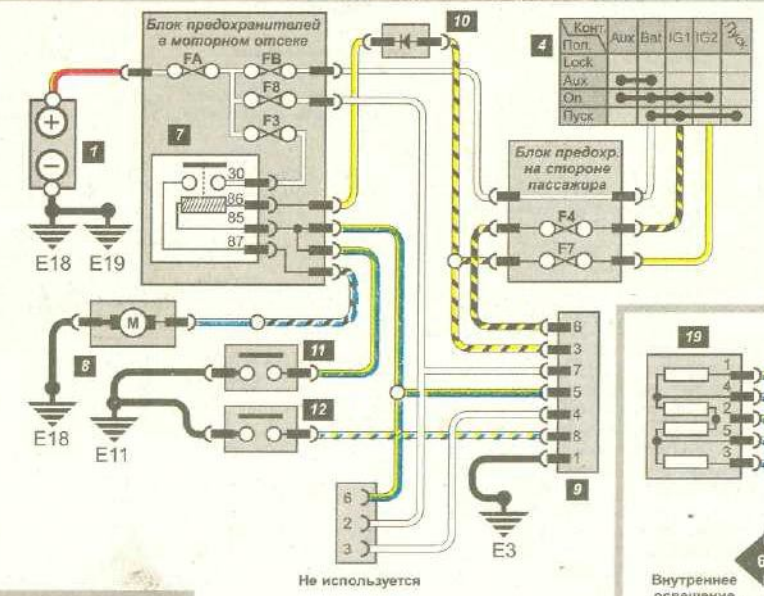 Блок предохранителей
в моторном отсеке
FA
FB
F8
F3
7
30
86
85
87
1
E18
E19
10
4
Конт.
Пол.
Aux
Bat
IG1
IG2
Пуск
Lock
Aux
On
Пуск
Блок предохр.
на стороне
пассажира
F4
F7
M
8
E18
11
12
E11
6
3
7
5
4
8
1
9
E3
6
2
3
Не используется
19
1
4
2
5
3
6
Внутреннее
освещение